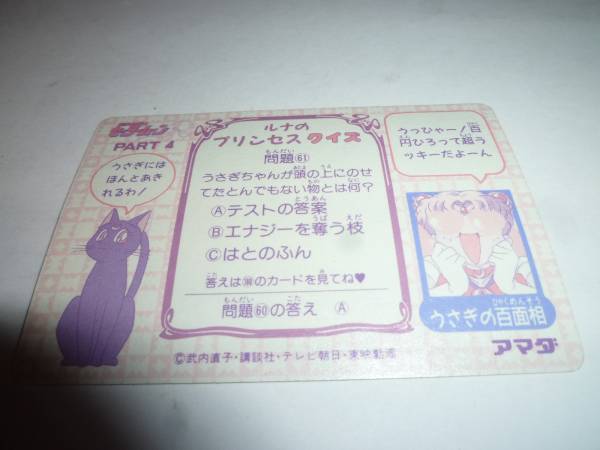 セーラームーン
PART 4
うさぎには
ほんとあき
れるわ!
ルナの
プリンセスクイズ
問題61
うさぎちゃんが頭の上にのせ
てたとんでもない物とは何?
Ⓐテストの答案
Ⓑエナジーを奪う枝
Ⓒはとのふん
答えは のカードを見てね♥
問題60の答え Ⓐ
うっひゃー!百
円ひろって超ラ
ッキーだよーん
うさぎの百面相
アマダ
©武内直子・講談社・テレビ朝日・東映動画